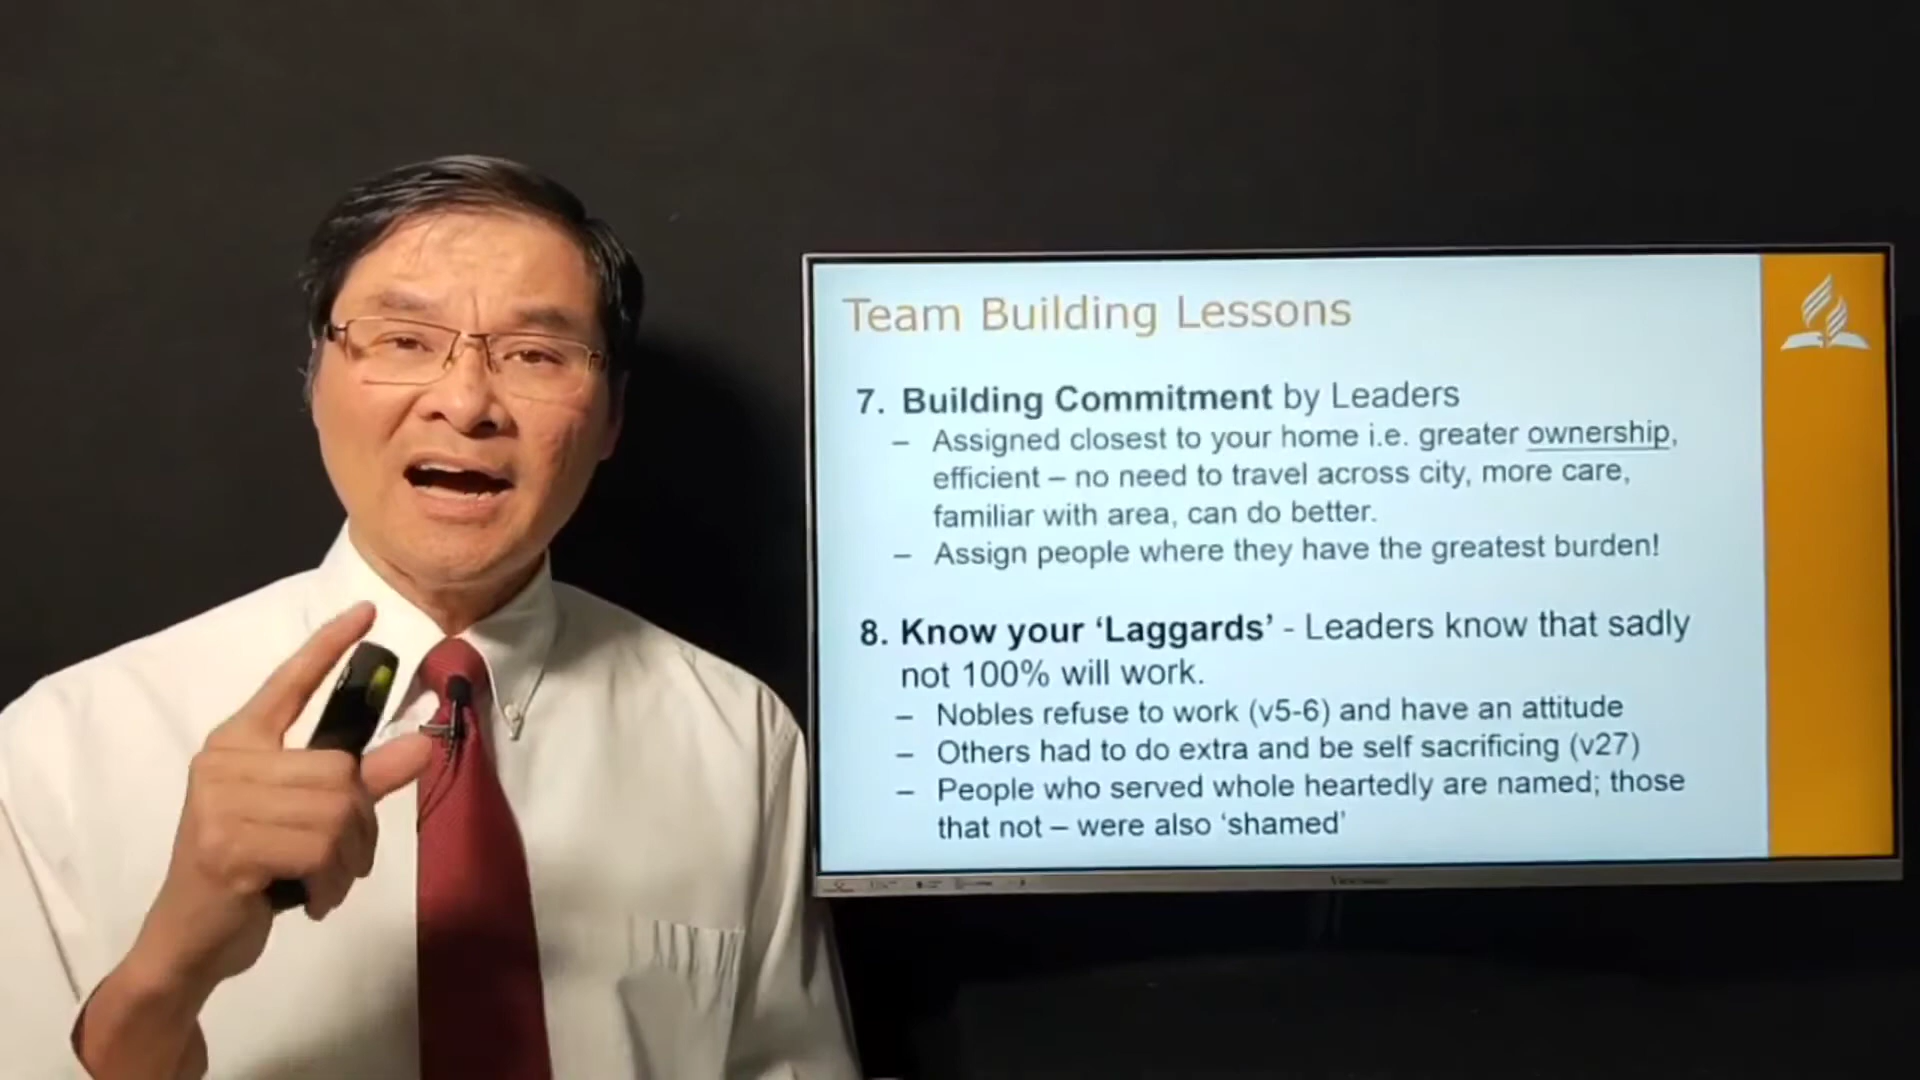 Team Building Lessons
7. Building Commitment by Leaders
– Assigned closest to your home i.e. greater ownership,
efficient – no need to travel across city, more care,
familiar with area, can do better.
– Assign people where they have the greatest burden!
8. Know your ‘Laggards’ - Leaders know that sadly
not 100% will work.
– Nobles refuse to work (v5-6) and have an attitude
– Others had to do extra and be self sacrificing (v27)
– People who served whole heartedly are named; those
that not – were also ‘shamed’